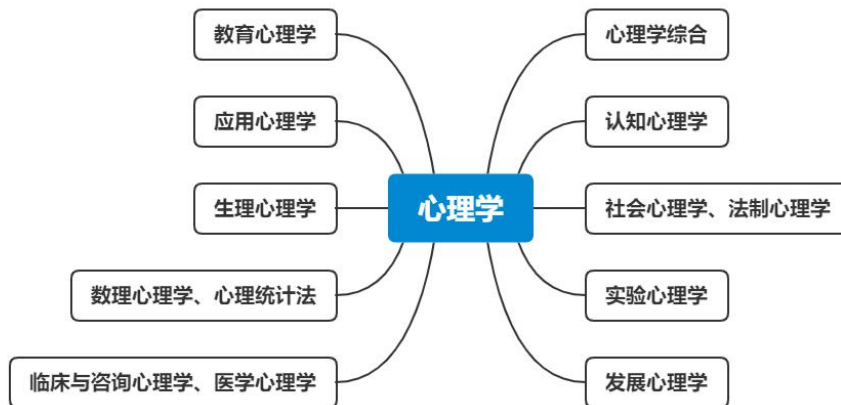 教育心理学
应用心理学
生理心理学
数理心理学、心理统计法
临床与咨询心理学、医学心理学
心理学
心理学综合
认知心理学
社会心理学、法制心理学
实验心理学
发展心理学